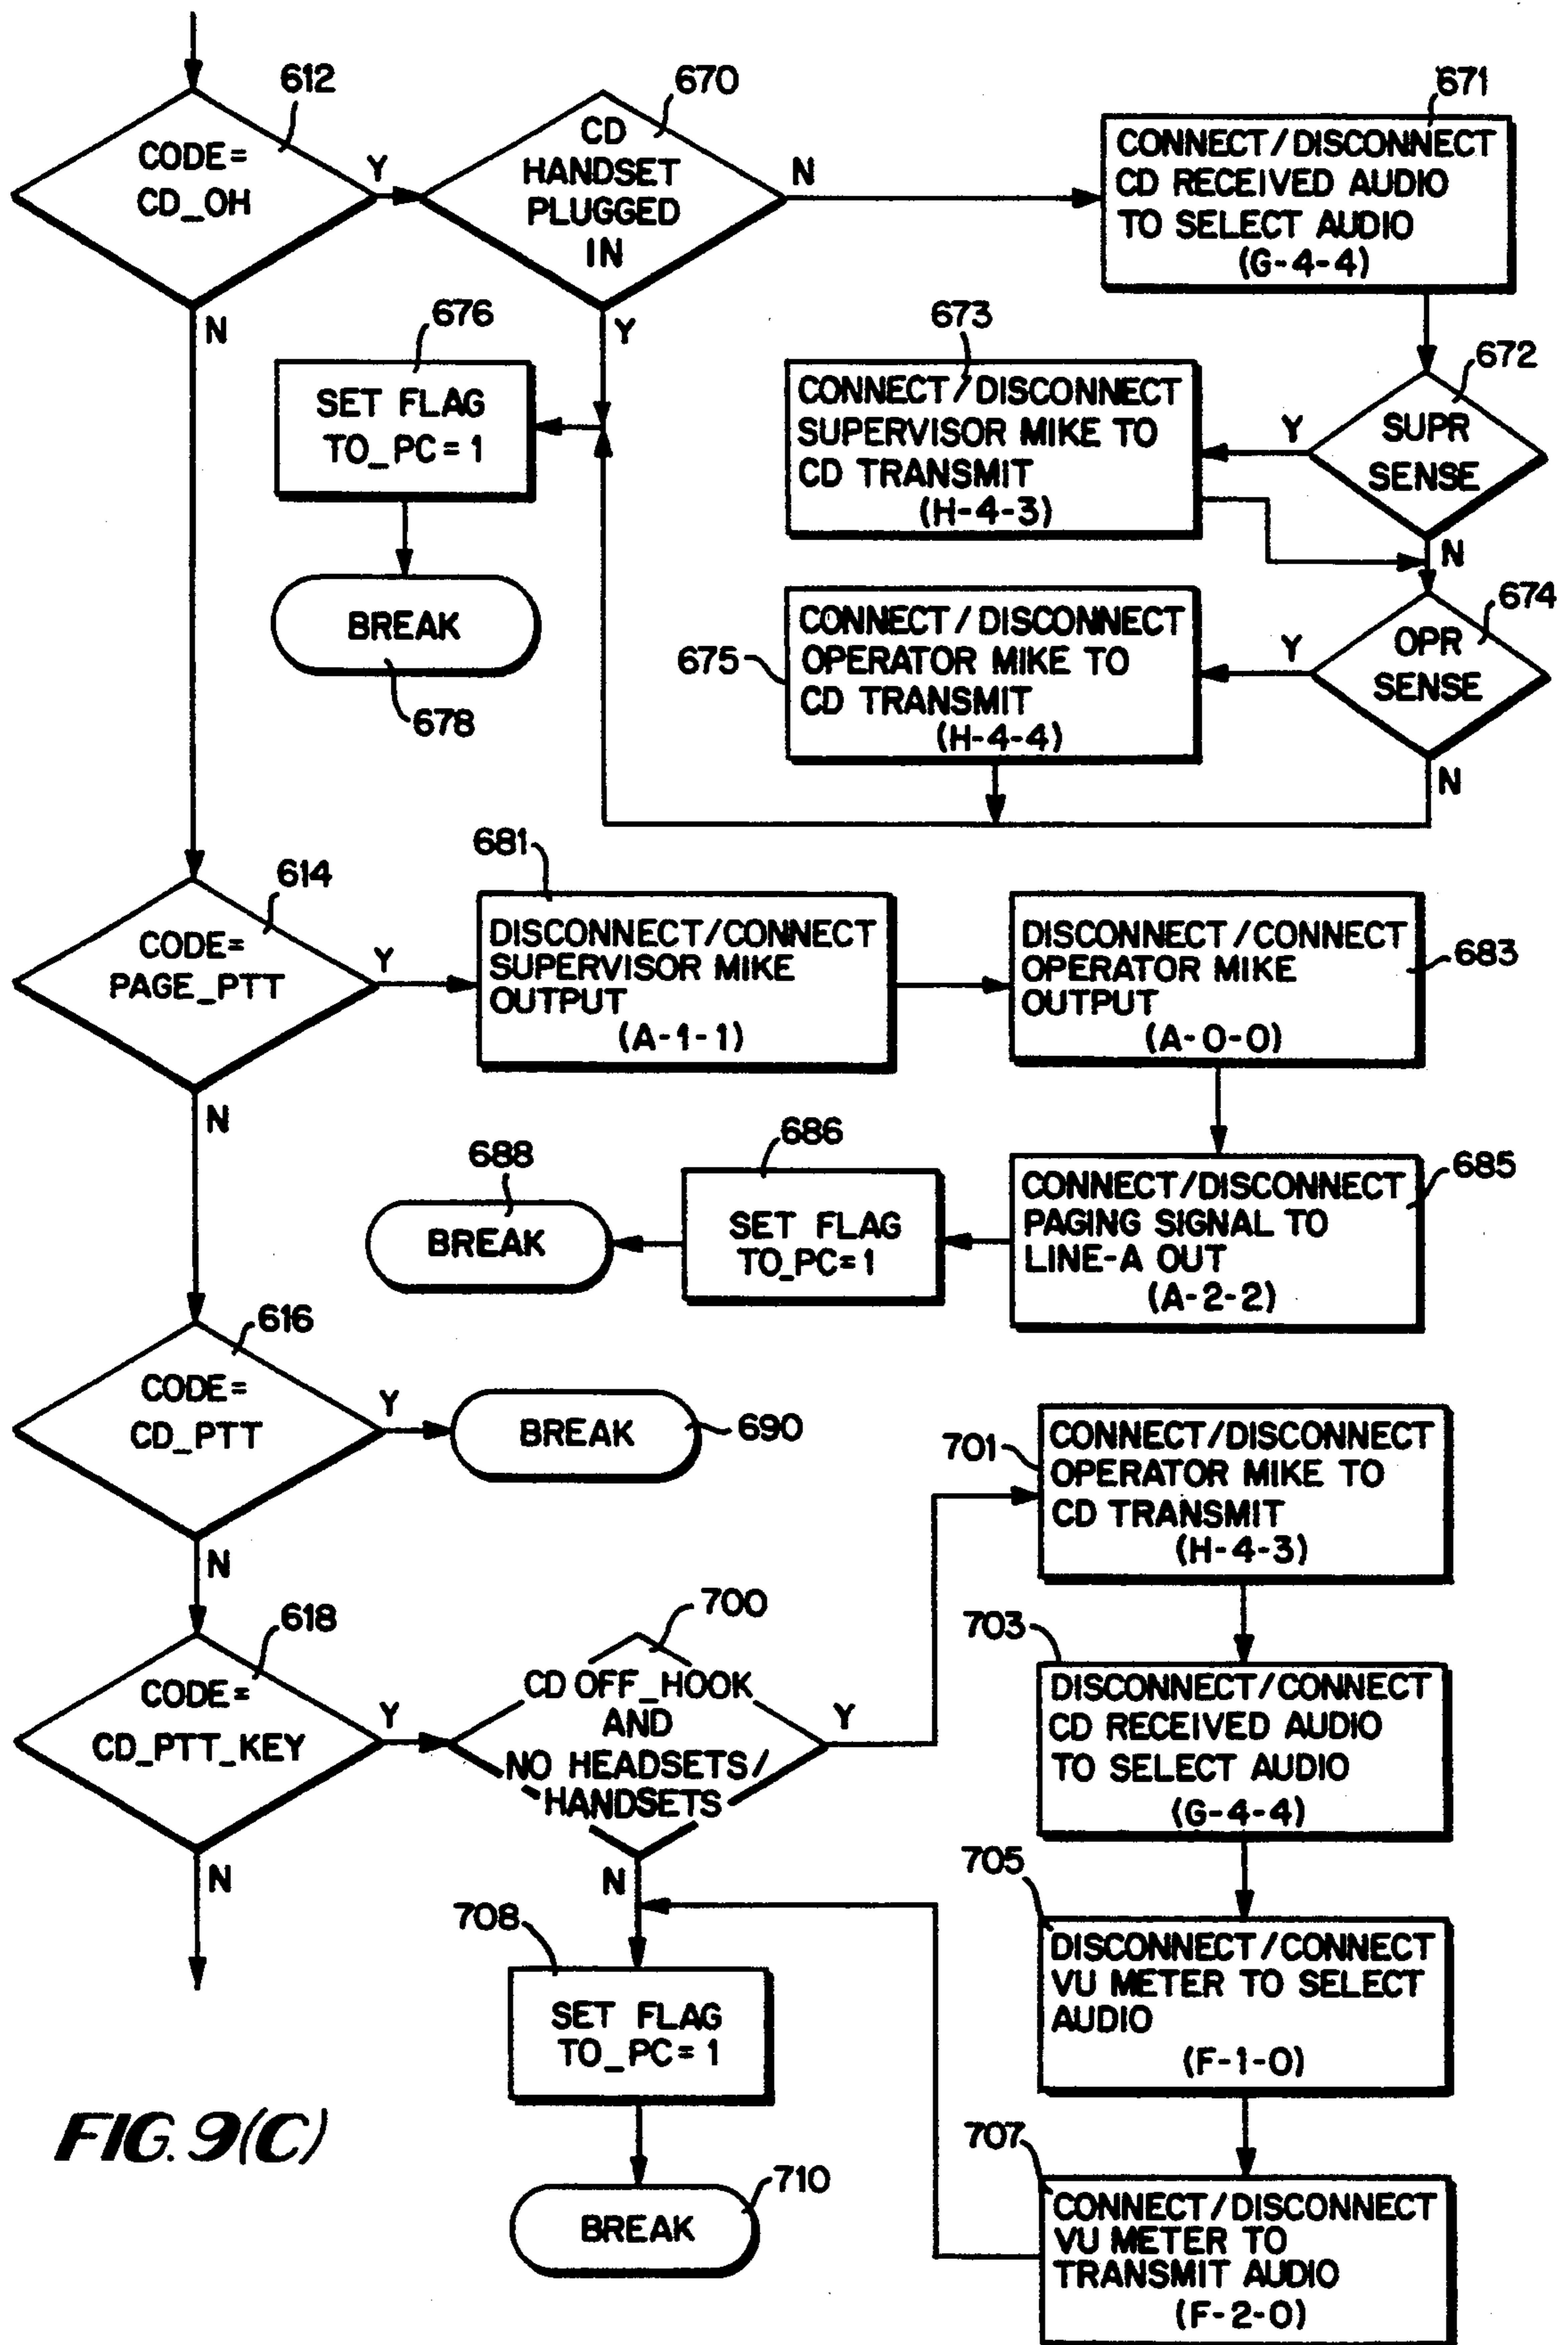 612
CODE=
CD_OH
Y
N
670
CD
HANDSET
PLUGGED
IN
N
Y
671
CONNECT/DISCONNECT
CD RECEIVED AUDIO
TO SELECT AUDIO
(G-4-4)
676
SET FLAG
TO_PC=1
BREAK
678
673
CONNECT/DISCONNECT
SUPERVISOR MIKE TO
CD TRANSMIT
(H-4-3)
672
SUPR
SENSE
Y
N
675
CONNECT/DISCONNECT
OPERATOR MIKE TO
CD TRANSMIT
(H-4-4)
674
OPR
SENSE
Y
N
614
CODE=
PAGE_PTT
Y
N
681
DISCONNECT/CONNECT
SUPERVISOR MIKE
OUTPUT
(A-1-1)
683
DISCONNECT/CONNECT
OPERATOR MIKE
OUTPUT
(A-0-0)
688
BREAK
686
SET FLAG
TO_PC=1
685
CONNECT/DISCONNECT
PAGING SIGNAL TO
LINE-A OUT
(A-2-2)
616
CODE=
CD_PTT
Y
N
BREAK
690
618
CODE=
CD_PTT_KEY
Y
N
700
CD OFF_HOOK
AND
NO HEADSETS/
HANDSETS
Y
N
701
CONNECT/DISCONNECT
OPERATOR MIKE TO
CD TRANSMIT
(H-4-3)
703
DISCONNECT/CONNECT
CD RECEIVED AUDIO
TO SELECT AUDIO
(G-4-4)
705
DISCONNECT/CONNECT
VU METER TO SELECT
AUDIO
(F-1-0)
707
CONNECT/DISCONNECT
VU METER TO
TRANSMIT AUDIO
(F-2-0)
708
SET FLAG
TO_PC=1
BREAK
710
FIG. 9(C)